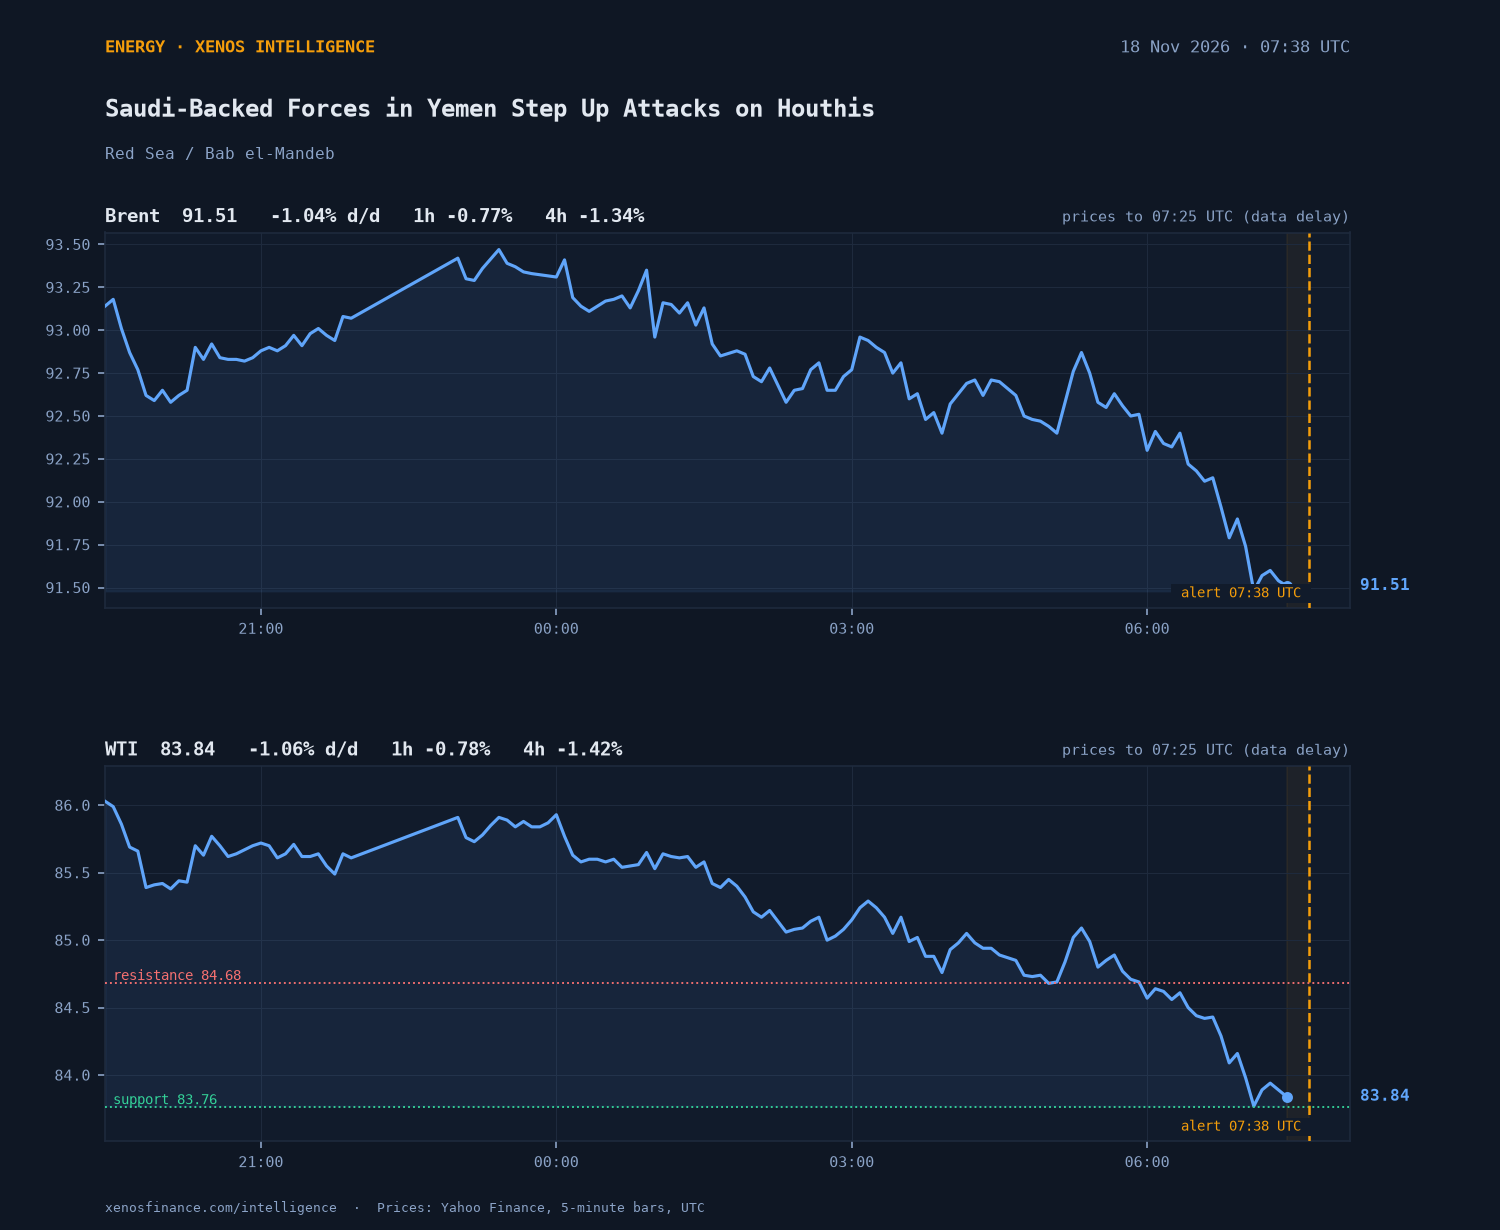 ENERGY · XENOS INTELLIGENCE
18 Nov 2026 · 07:38 UTC
Saudi-Backed Forces in Yemen Step Up Attacks on Houthis
Red Sea / Bab el-Mandeb
Brent 91.51 -1.04% d/d 1h -0.77% 4h -1.34%
prices to 07:25 UTC (data delay)
93.50
93.25
93.00
92.75
92.50
92.25
92.00
91.75
91.50
91.51
alert 07:38 UTC
21:00
00:00
03:00
06:00
WTI 83.84 -1.06% d/d 1h -0.78% 4h -1.42%
prices to 07:25 UTC (data delay)
86.0
85.5
85.0
84.5
84.0
resistance 84.68
support 83.76
83.84
alert 07:38 UTC
21:00
00:00
03:00
06:00
xenosfinance.com/intelligence · Prices: Yahoo Finance, 5-minute bars, UTC